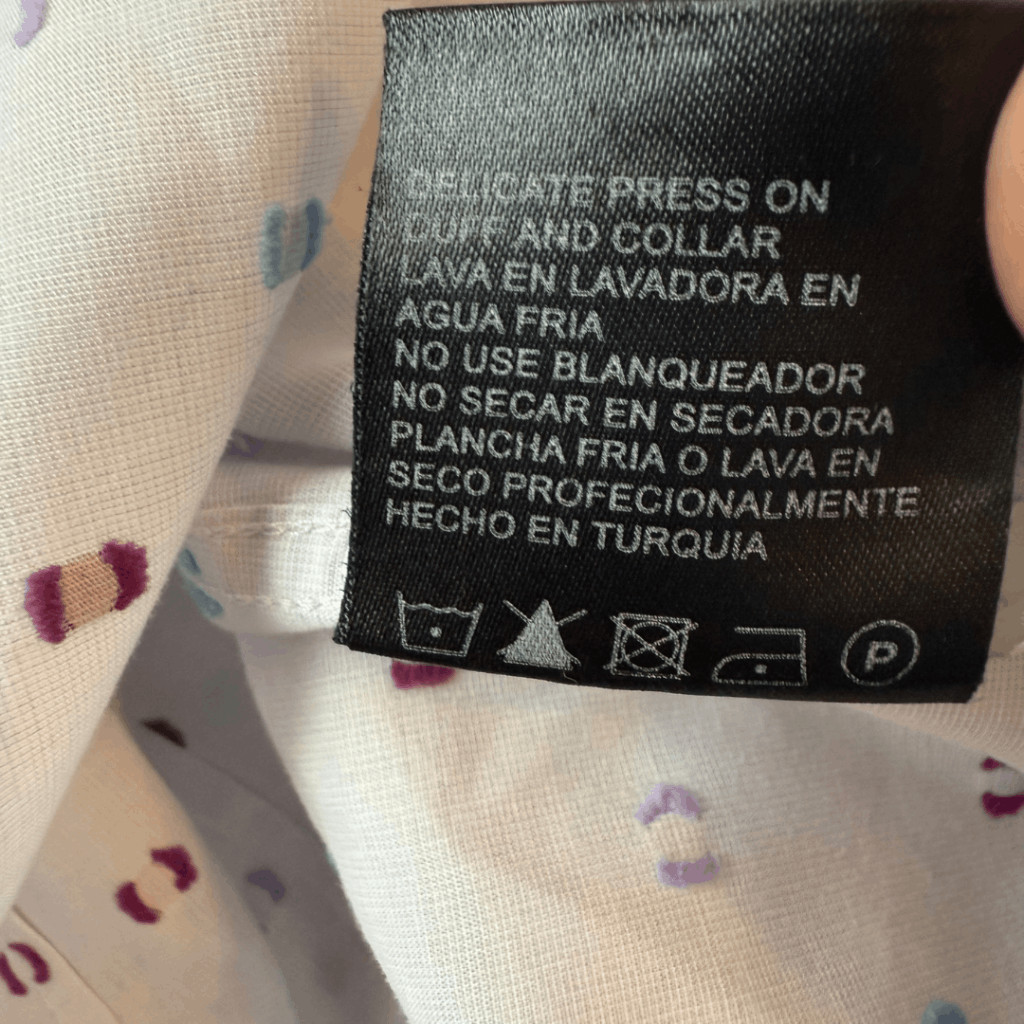 DELICATE PRESS ON
CUFF AND COLLAR
LAVA EN LAVADORA EN
AGUA FRIA
NO USE BLANQUEADOR
NO SECAR EN SECADORA
PLANCHA FRIA O LAVA EN
SECO PROFECIONALMENTE
HECHO EN TURQUIA
P